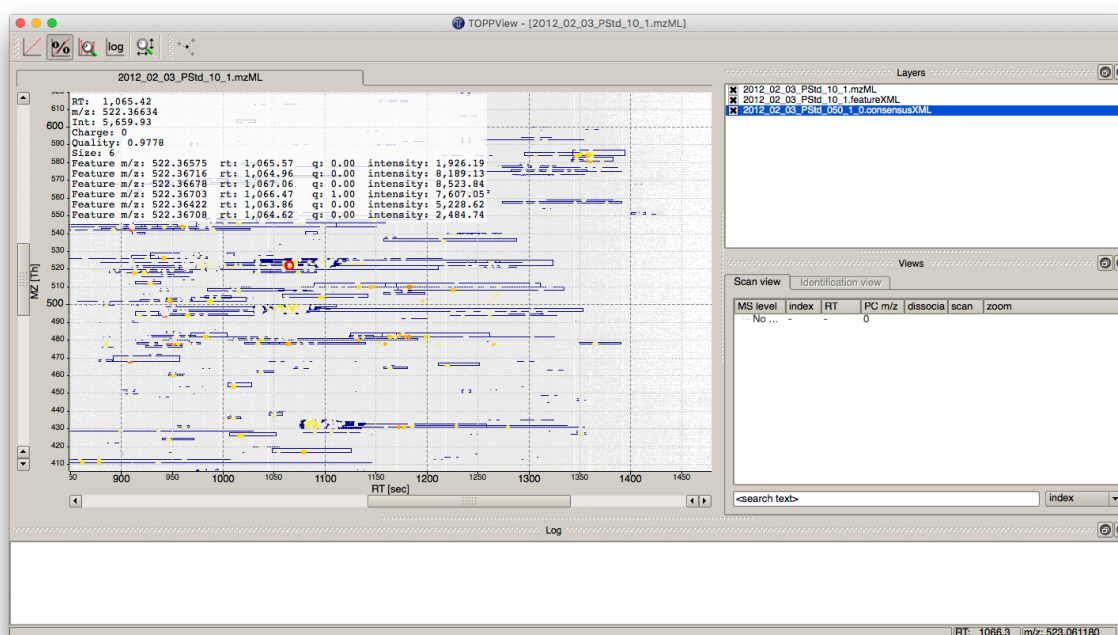 TOPPView - [2012_02_03_PStd_10_1.mzML]
log
2012_02_03_PStd_10_1.mzML
RT: 1,065.42
m/z: 522.36634
Int: 5,659.93
Charge: 0
Quality: 0.9778
Size: 6
Feature m/z: 522.36575 rt: 1,065.57 q: 0.00 intensity: 1,926.19
Feature m/z: 522.36716 rt: 1,064.96 q: 0.00 intensity: 8,189.13
Feature m/z: 522.36678 rt: 1,067.06 q: 0.00 intensity: 8,523.84
Feature m/z: 522.36703 rt: 1,066.47 q: 1.00 intensity: 7,607.05
Feature m/z: 522.36422 rt: 1,063.86 q: 0.00 intensity: 5,228.62
Feature m/z: 522.36708 rt: 1,064.62 q: 0.00 intensity: 2,484.74
600
590
580
570
560
550
540
530
520
510
500
490
480
470
460
450
440
430
420
410
MZ [Th]
50 900 950 1000 1050 1100 1150 1200 1250 1300 1350 1400 1450
RT [sec]
Layers
2012_02_03_PStd_10_1.mzML
2012_02_03_PStd_10_1.featureXML
2012_02_03_PStd_050_1_0.consensusXML
Views
Scan view Identification view
MS level index RT PC m/z dissocia scan zoom
No ... - - 0
<search text> index
Log
RT: 1066.3 m/z: 523.061180